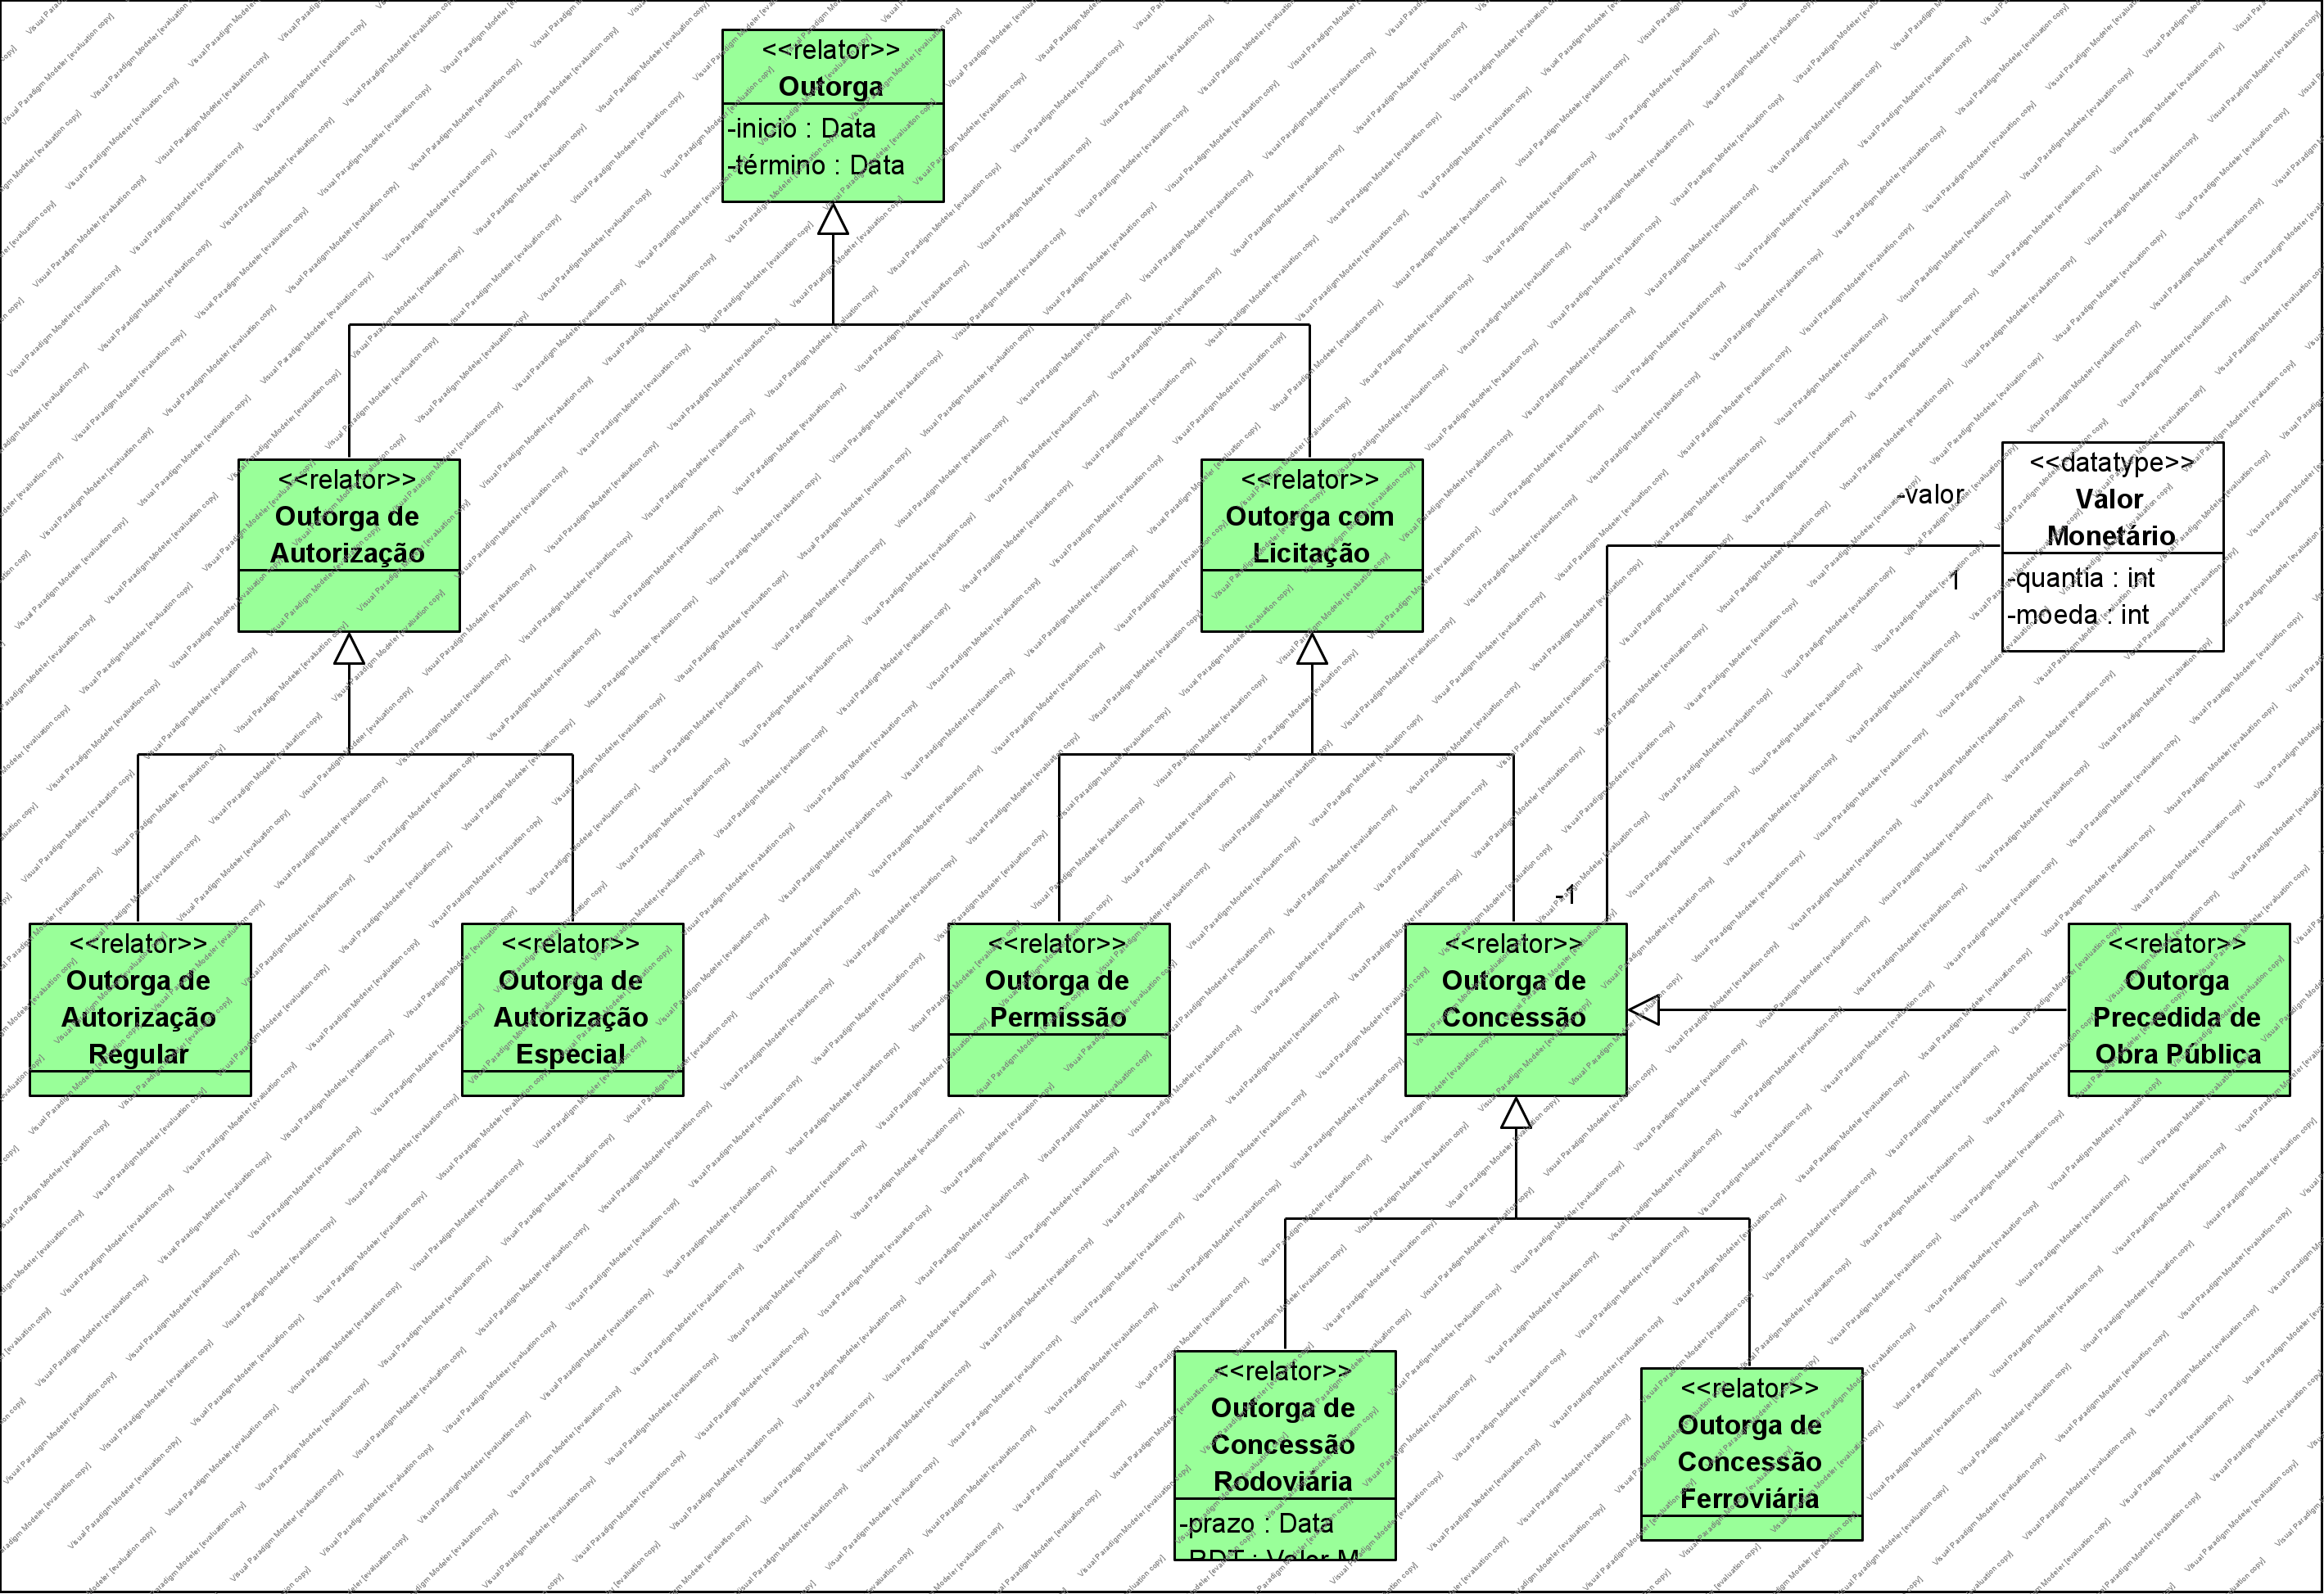 <<relator>>
Outorga
-inicio : Data
-término : Data
<<relator>>
Outorga de
Autorização
<<relator>>
Outorga com
Licitação
-valor
1
<<datatype>>
Valor
Monetário
-quantia : int
-moeda : int
-1
<<relator>>
Outorga de
Autorização
Regular
<<relator>>
Outorga de
Autorização
Especial
<<relator>>
Outorga de
Permissão
<<relator>>
Outorga de
Concessão
<<relator>>
Outorga
Precedida de
Obra Pública
<<relator>>
Outorga de
Concessão
Rodoviária
-prazo : Data
<<relator>>
Outorga de
Concessão
Ferroviária
Visual Paradigm Modeler [evaluation copy]